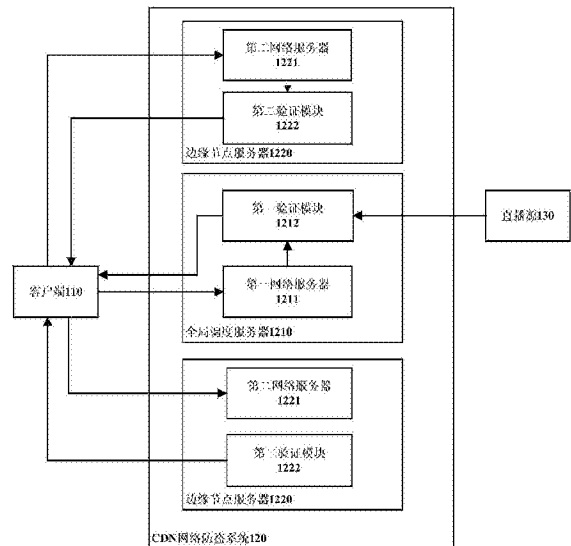 第二网络服务器
1221
第二验证模块
1222
边缘节点服务器1220
第一验证模块
1212
直播源130
客户端110
第一网络服务器
1211
全局调度服务器1210
第二网络服务器
1221
第二验证模块
1222
边缘节点服务器1220
CDN网络防盗系统120